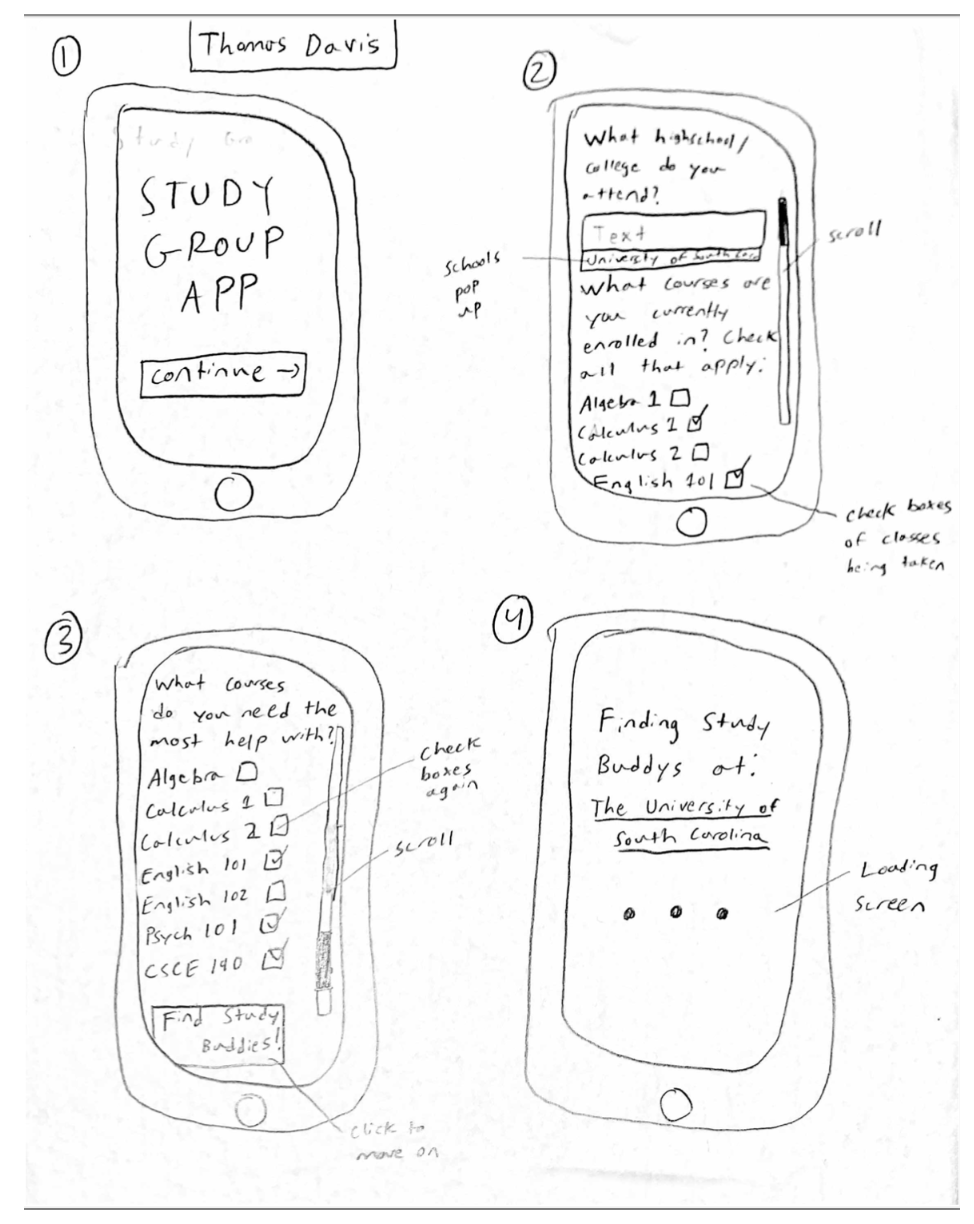 Thomas Davis
1
Study Gro
STUDY
GROUP
APP
continue →
2
What highschool/
college do you
attend?
Text
University of South Caro
What courses are
you currently
enrolled in? Check
all that apply:
Algebra 1
Calculus 1
Calculus 2
English 101
schools
pop
up
scroll
check boxes
of classes
being taken
3
What courses
do you need the
most help with?
Algebra
Calculus 1
Calculus 2
English 101
English 102
Psych 101
CSCE 190
Find Study
Buddies!
check
boxes
again
scroll
click to
move on
4
Finding Study
Buddys at:
The University of
South Carolina
Loading
screen